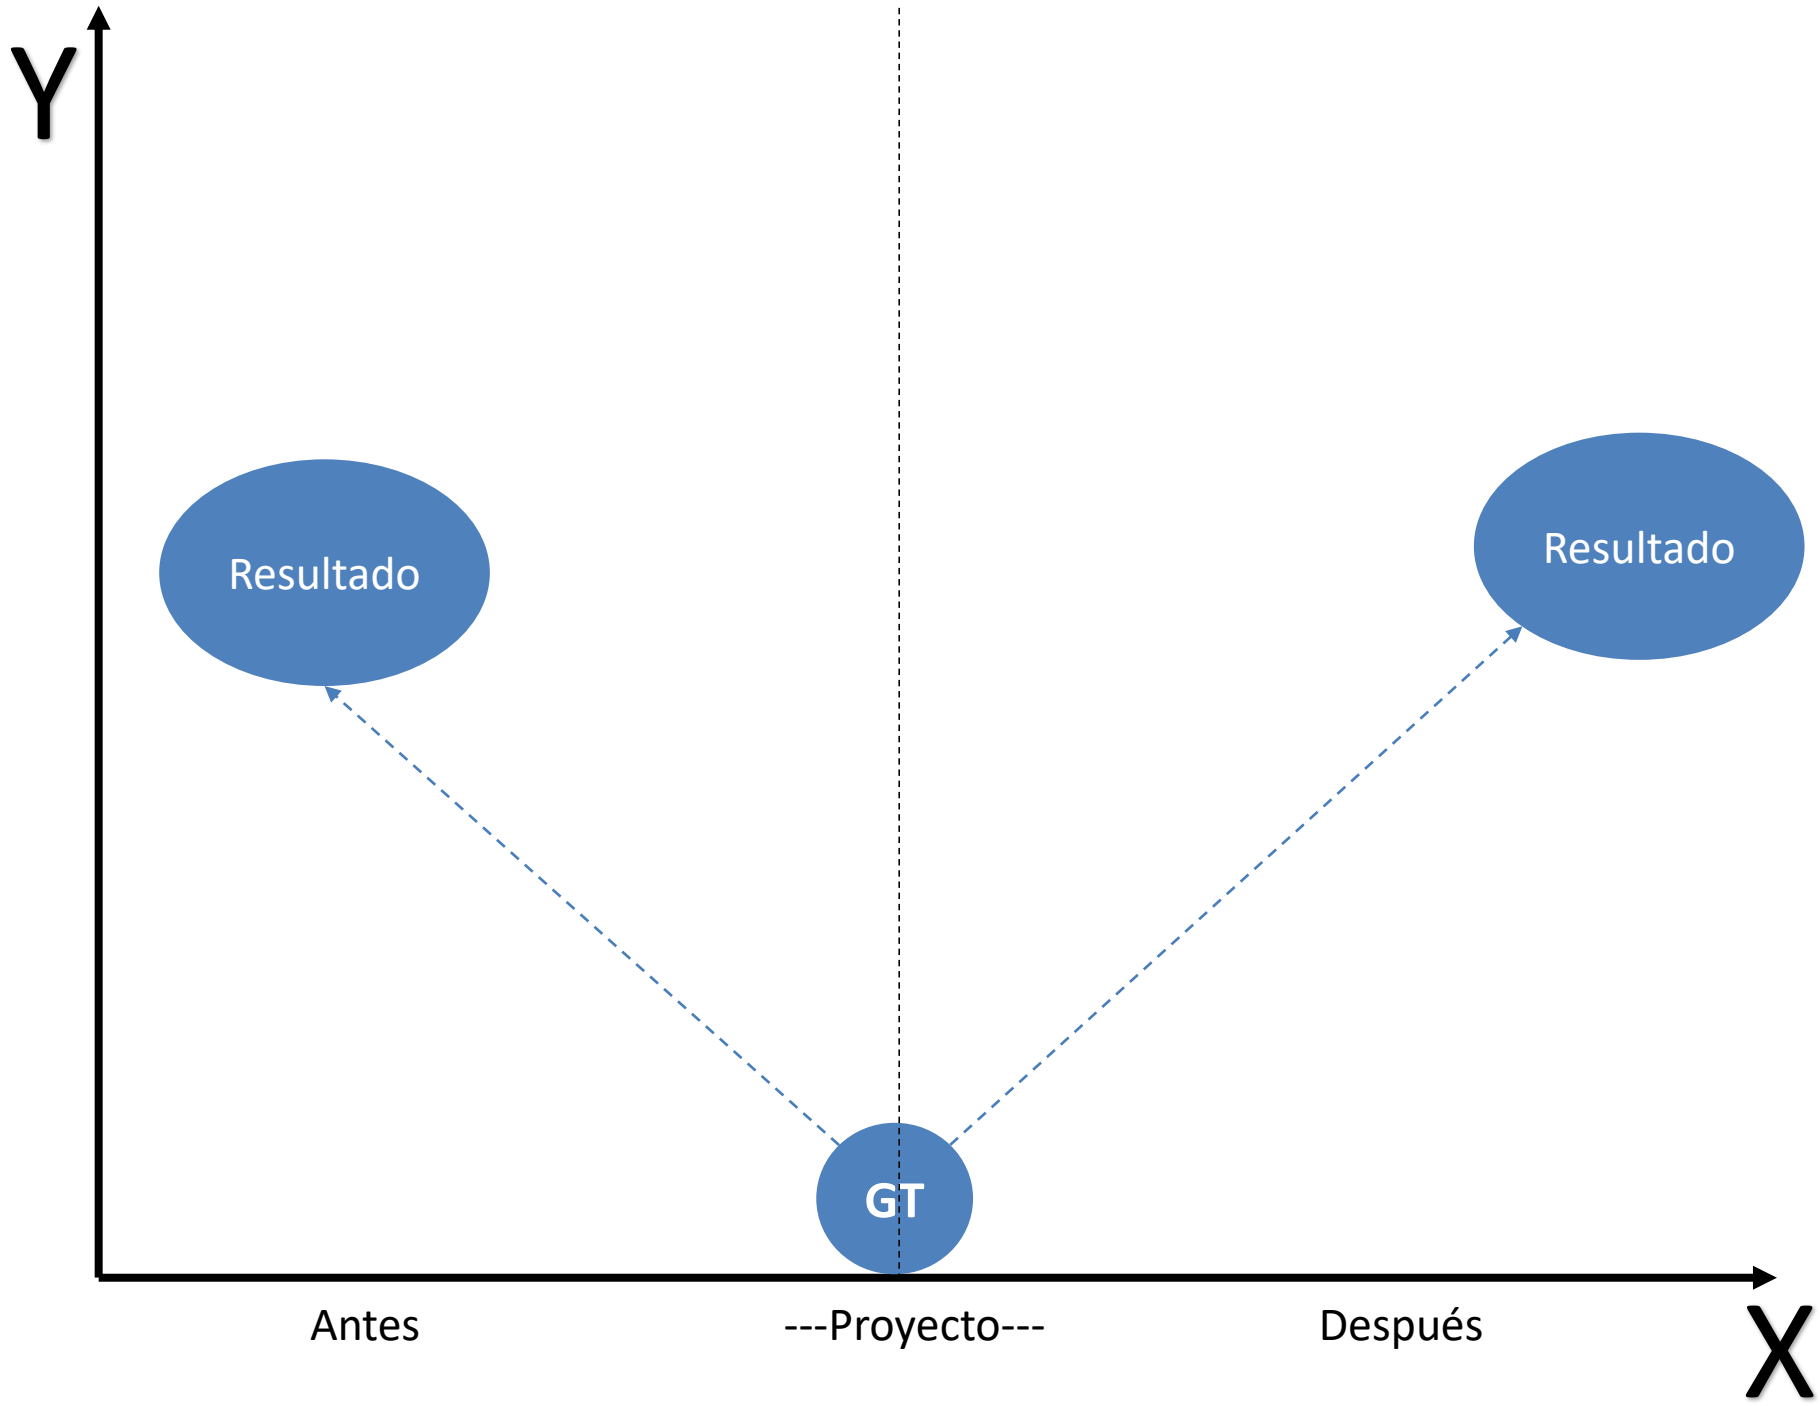 Y
Resultado
Resultado
GT
Antes
---Proyecto---
Después
X